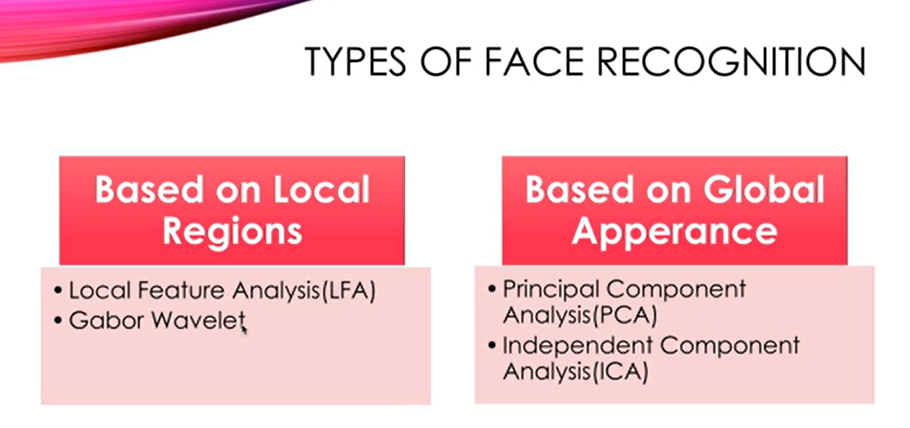 TYPES OF FACE RECOGNITION
Based on Local
Regions
• Local Feature Analysis(LFA)
• Gabor Wavelet
Based on Global
Apperance
• Principal Component
Analysis(PCA)
• Independent Component
Analysis(ICA)